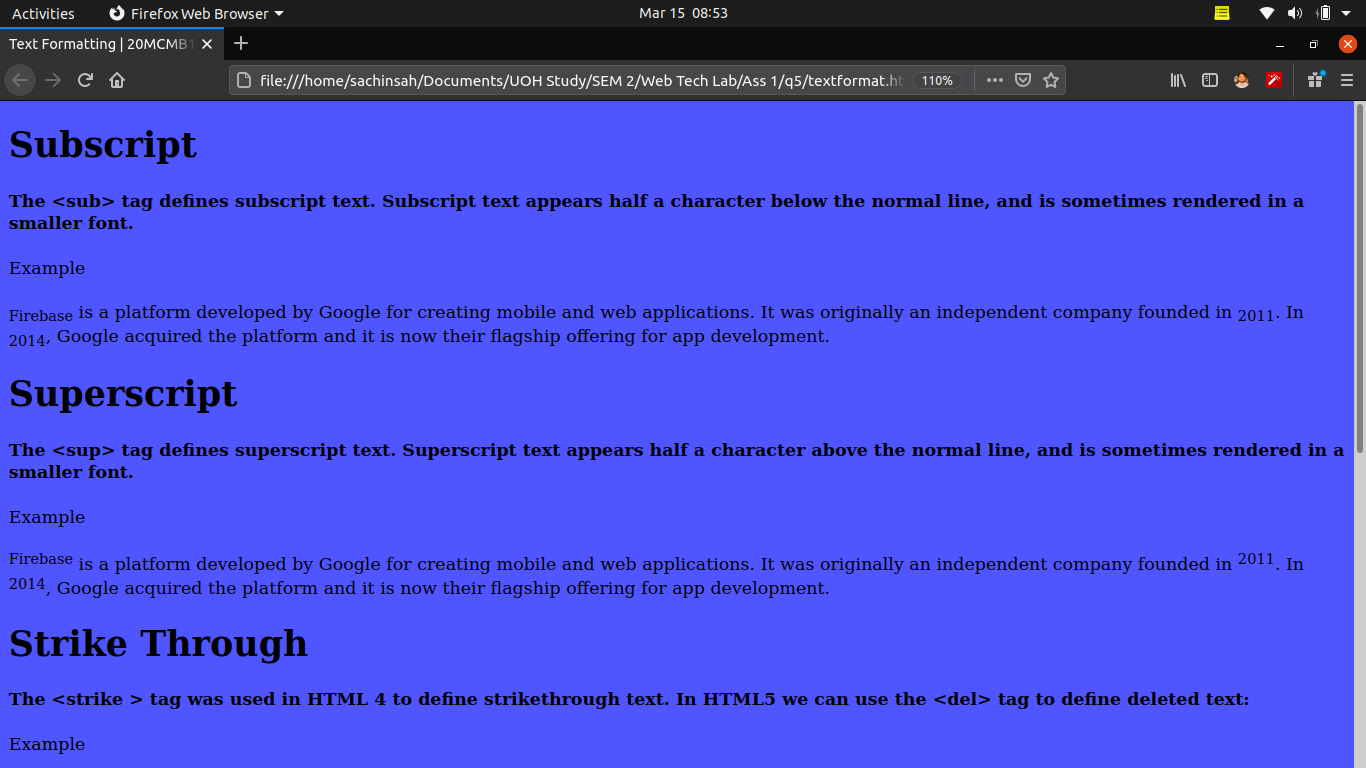 Activities Firefox Web Browser Mar 15 08:53
Text Formatting | 20MCMB1
file:///home/sachinsah/Documents/UOH Study/SEM 2/Web Tech Lab/Ass 1/q5/textformat.ht 110%
Subscript
The <sub> tag defines subscript text. Subscript text appears half a character below the normal line, and is sometimes rendered in a
smaller font.
Example
Firebase is a platform developed by Google for creating mobile and web applications. It was originally an independent company founded in 2011. In
2014, Google acquired the platform and it is now their flagship offering for app development.
Superscript
The <sup> tag defines superscript text. Superscript text appears half a character above the normal line, and is sometimes rendered in a
smaller font.
Example
Firebase is a platform developed by Google for creating mobile and web applications. It was originally an independent company founded in 2011. In
2014, Google acquired the platform and it is now their flagship offering for app development.
Strike Through
The <strike > tag was used in HTML 4 to define strikethrough text. In HTML5 we can use the <del> tag to define deleted text:
Example